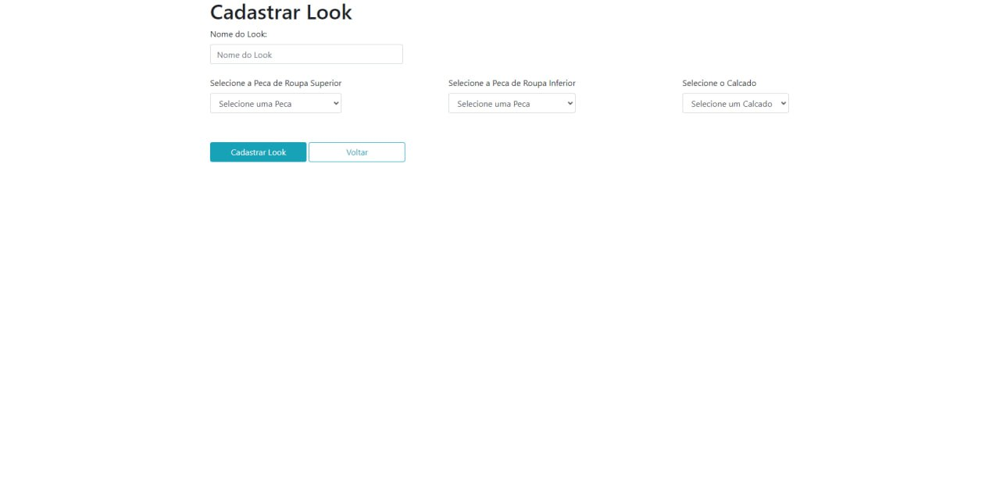 Cadastrar Look
Nome do Look:
Nome do Look
Selecione a Peca de Roupa Superior Selecione a Peca de Roupa Inferior Selecione o Calcado
Selecione uma Peca Selecione uma Peca Selecione um Calcado
Cadastrar Look Voltar